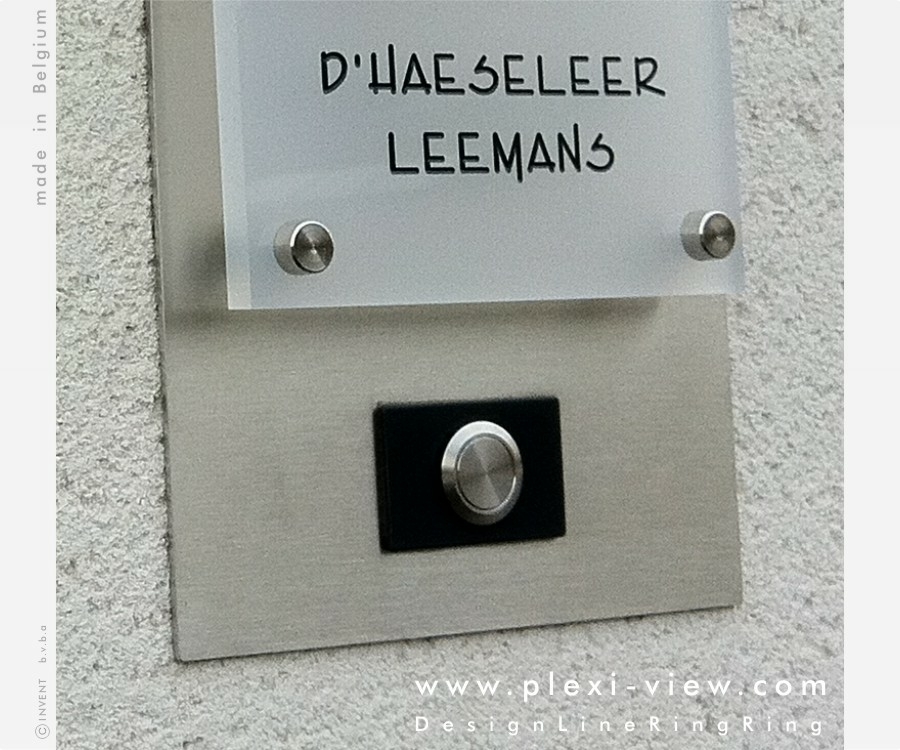 made in Belgium
D'HAESELEER
LEEMANS
www.plexi-view.com
DesignLineRingRing
©INVENT b.v.b.a